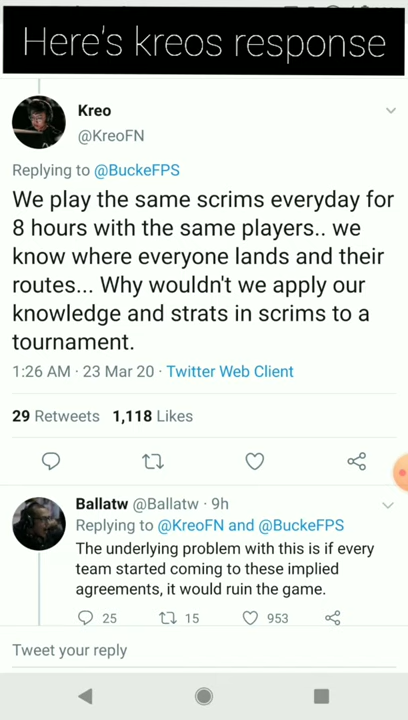 Here's kreos response
Kreo
@KreoFN
Replying to @BuckeFPS
We play the same scrims everyday for
8 hours with the same players.. we
know where everyone lands and their
routes... Why wouldn't we apply our
knowledge and strats in scrims to a
tournament.
1:26 AM · 23 Mar 20 · Twitter Web Client
29 Retweets 1,118 Likes
Ballatw @Ballatw · 9h
Replying to @KreoFN and @BuckeFPS
The underlying problem with this is if every
team started coming to these implied
agreements, it would ruin the game.
25 15 953
Tweet your reply